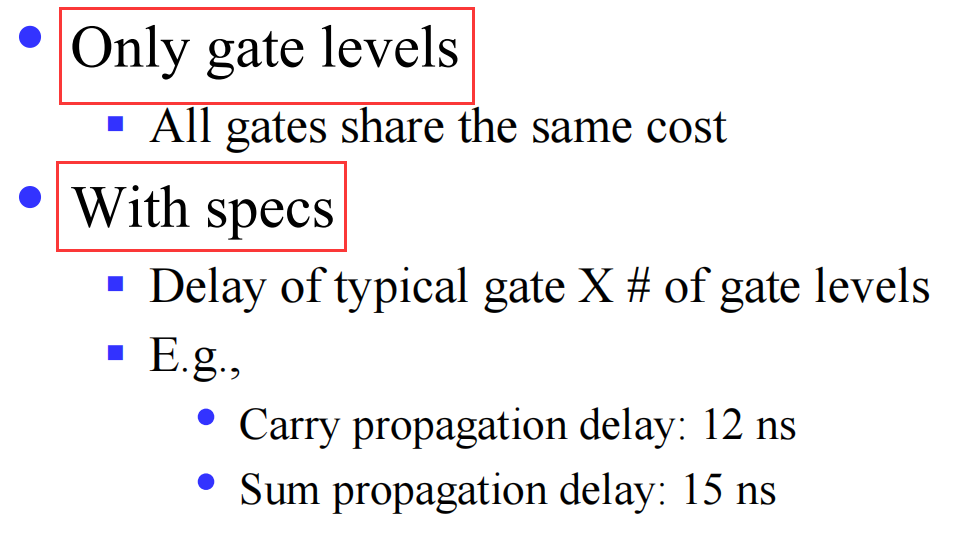 Only gate levels
All gates share the same cost
With specs
Delay of typical gate X # of gate levels
E.g.,
Carry propagation delay: 12 ns
Sum propagation delay: 15 ns